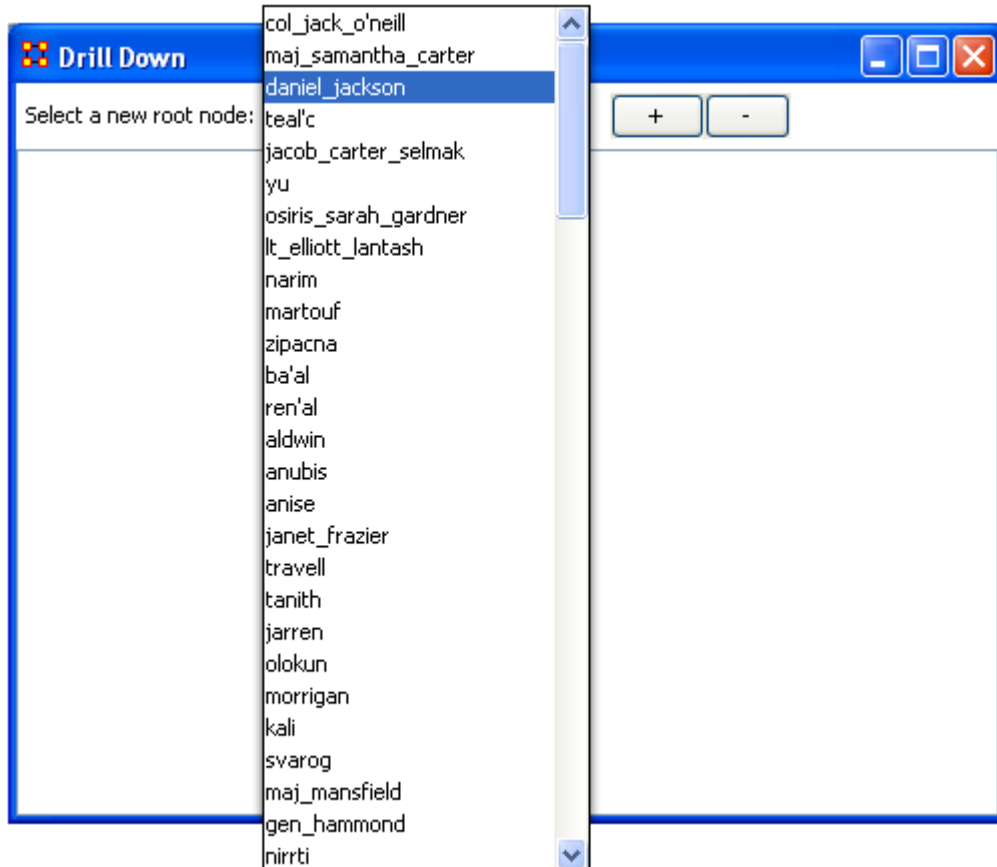 Drill Down
Select a new root node:
+
-
col_jack_o'neill
maj_samantha_carter
daniel_jackson
teal'c
jacob_carter_selmak
yu
osiris_sarah_gardner
lt_elliott_lantash
narim
martouf
zipacna
ba'al
ren'al
aldwin
anubis
anise
janet_frazier
travell
tanith
jarren
olokun
morrigan
kali
svarog
maj_mansfield
gen_hammond
nirrti